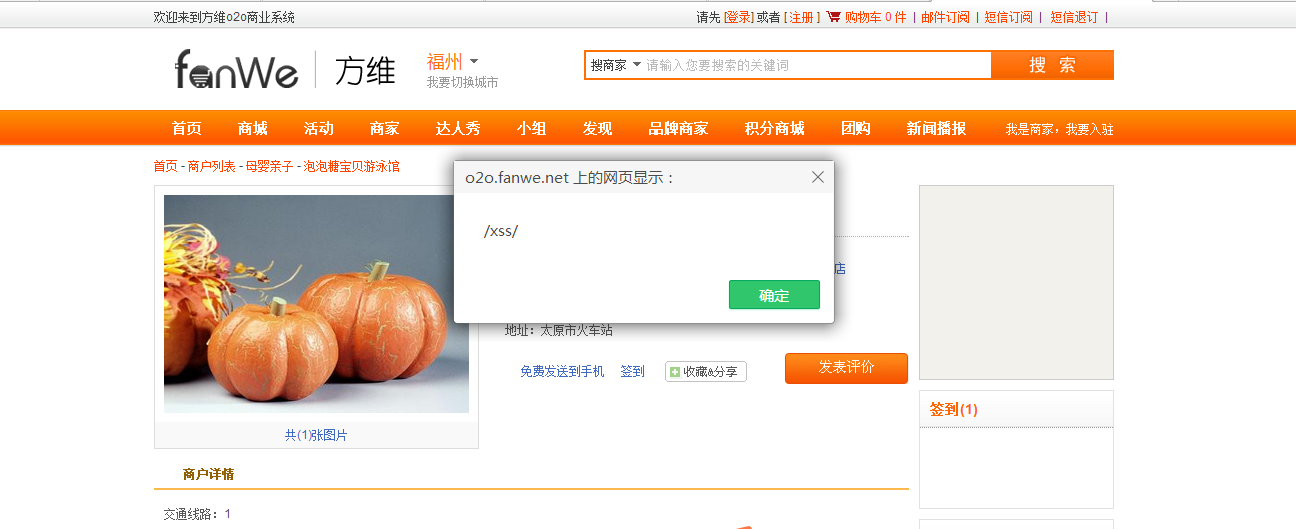 欢迎来到方维o2o商业系统
请先 [登录] 或者 [ 注册 ] 购物车 0 件 | 邮件订阅 | 短信订阅 | 短信退订 |
fanWe 方维
福州
我要切换城市
搜商家 请输入您要搜索的关键词 搜 索
首页 商城 活动 商家 达人秀 小组 发现 品牌商家 积分商城 团购 新闻播报 我是商家，我要入驻
首页 - 商户列表 - 母婴亲子 - 泡泡糖宝贝游泳馆
o2o.fanwe.net 上的网页显示：
/xss/
确定
店
地址：太原市火车站
免费发送到手机 签到 收藏&分享 发表评价
共(1)张图片
签到(1)
商户详情
交通线路：1